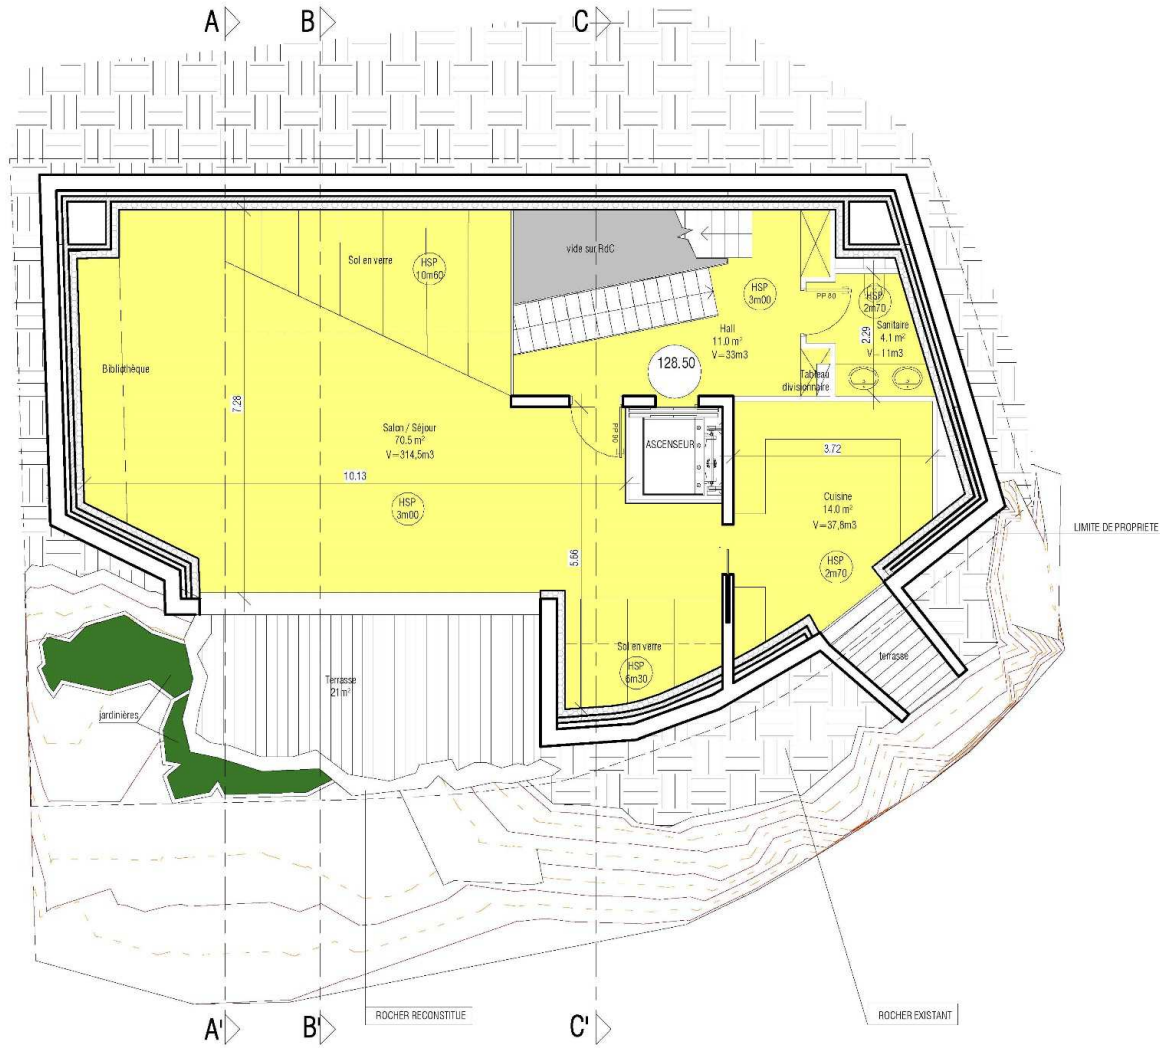 A
B
C
vide sur RdC
Sol en verre
HSP
10m60
HSP
3m00
PP 80
HSP
2m70
Sanitaire
4.1 m²
V=11m3
2.29
Hall
11.0 m²
V=33m3
128.50
Tableau
divisionnaire
Bibliothèque
7.28
Salon / Séjour
70.5 m²
V=314,5m3
PP 90
ASCENSEUR
3.72
10.13
HSP
3m00
Cuisine
14.0 m²
V=37,8m3
LIMITE DE PROPRIETE
5.56
HSP
2m70
Sol en verre
HSP
6m30
terrasse
Terrasse
21m²
jardinières
ROCHER RECONSTITUE
ROCHER EXISTANT
A'
B'
C'